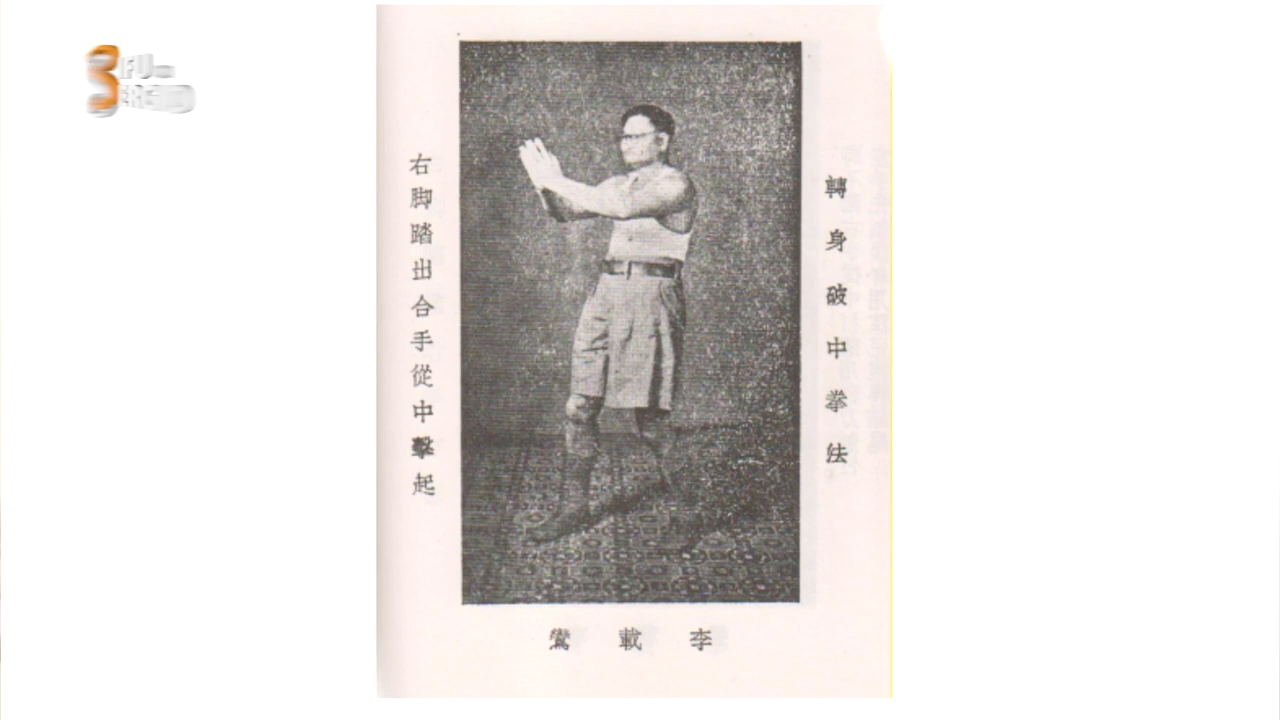 轉身破中拳法
右脚踏出合手從中擊起
鸞載李